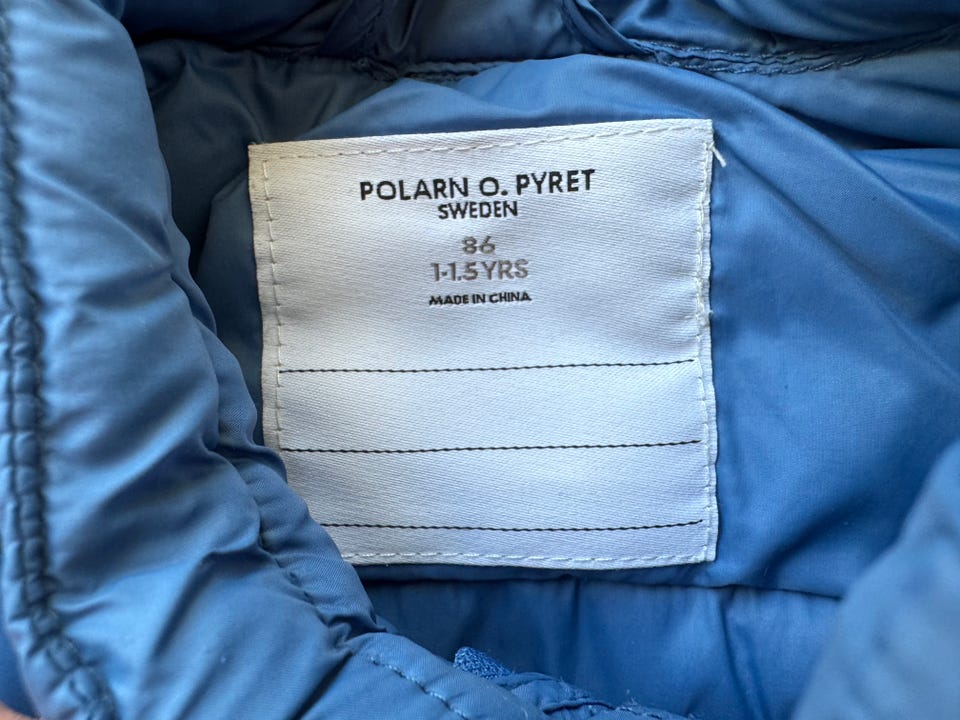 POLARN O. PYRET
SWEDEN
86
1-1.5 YRS
MADE IN CHINA